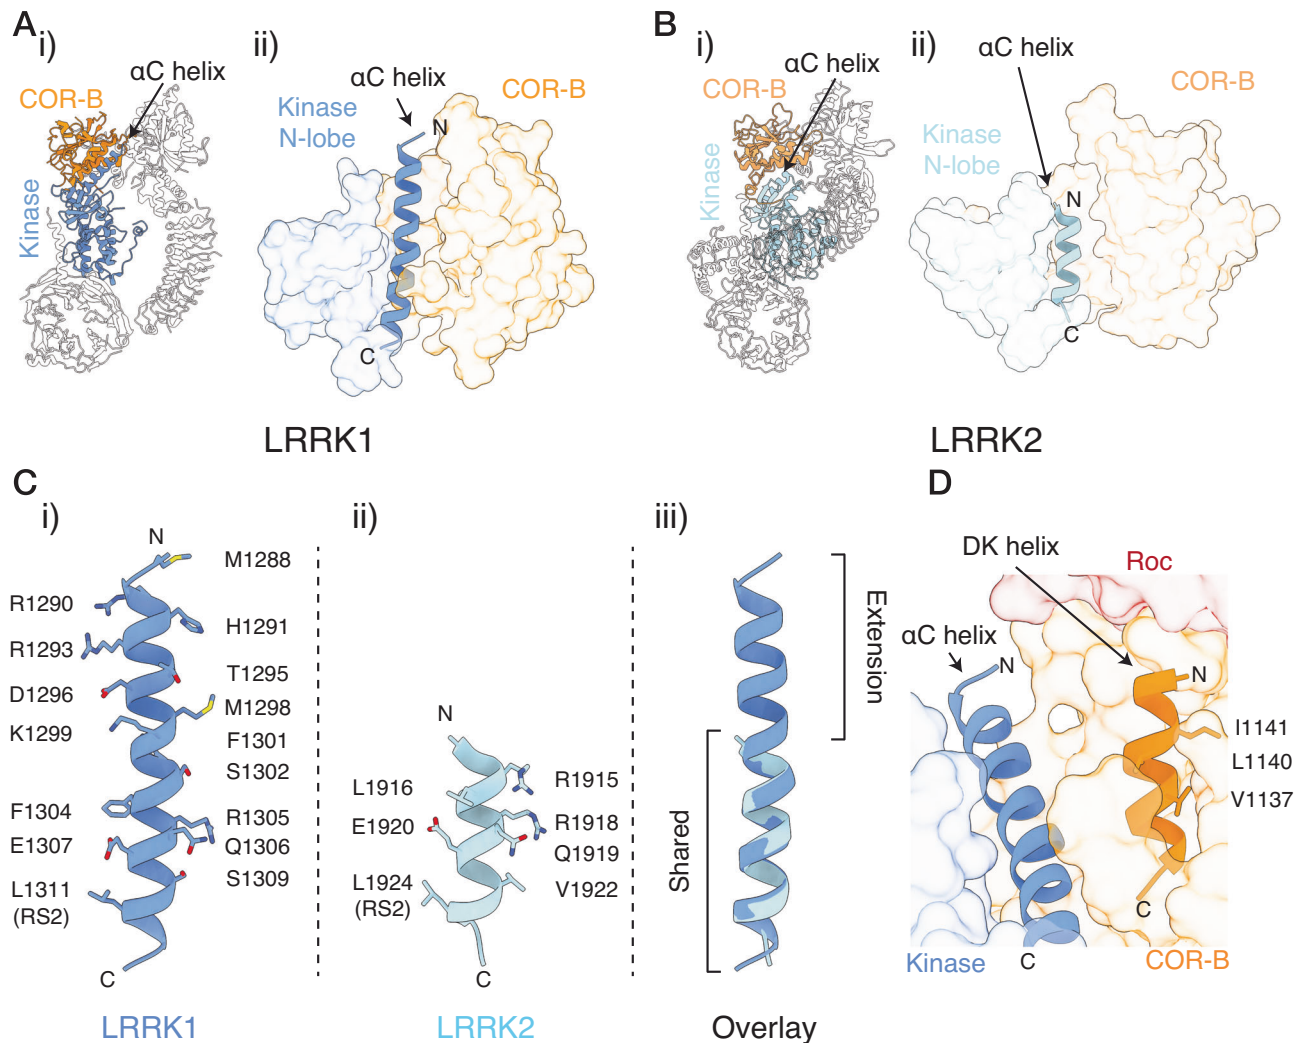 A
i)
ii)
αC helix
αC helix
COR-B
COR-B
Kinase
N-lobe
Kinase
N
C
LRRK1
B
i)
ii)
αC helix
αC helix
COR-B
COR-B
Kinase
N-lobe
Kinase
N
C
LRRK2
C
i)
N
M1288
R1290
H1291
R1293
T1295
D1296
M1298
K1299
F1301
S1302
F1304
R1305
E1307
Q1306
S1309
L1311
(RS2)
C
LRRK1
ii)
N
L1916
R1915
E1920
R1918
Q1919
L1924
(RS2)
V1922
C
LRRK2
iii)
Extension
Shared
Overlay
D
DK helix
Roc
αC helix
N
N
I1141
L1140
V1137
C
Kinase
C
COR-B